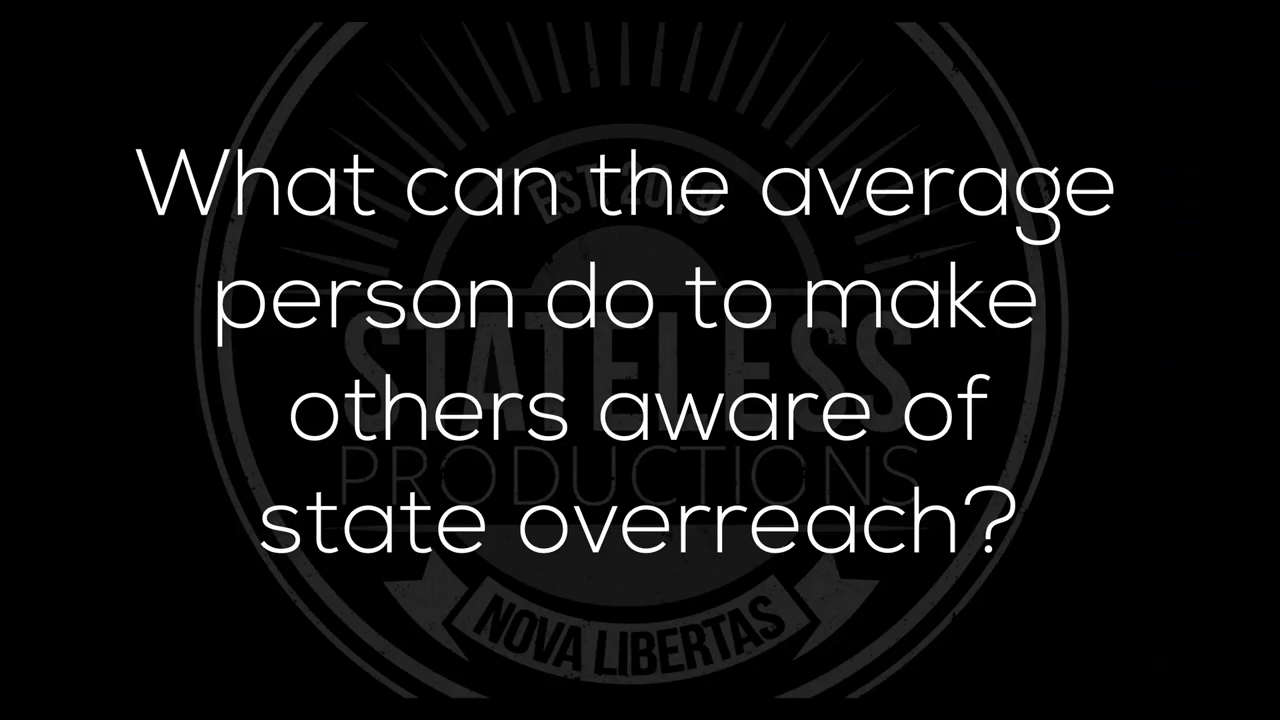 What can the average
person do to make
others aware of
state overreach?
STATELESS
PRODUCTIONS
NOVA LIBERTAS